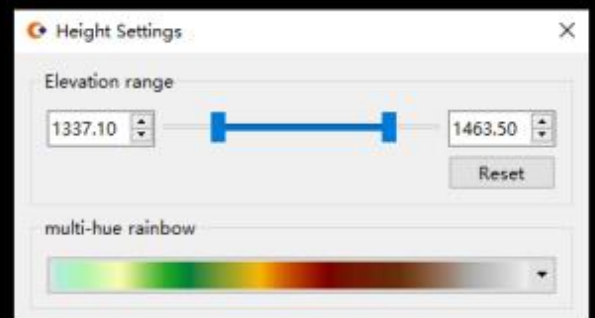 Height Settings
Elevation range
1337.10
1463.50
Reset
multi-hue rainbow